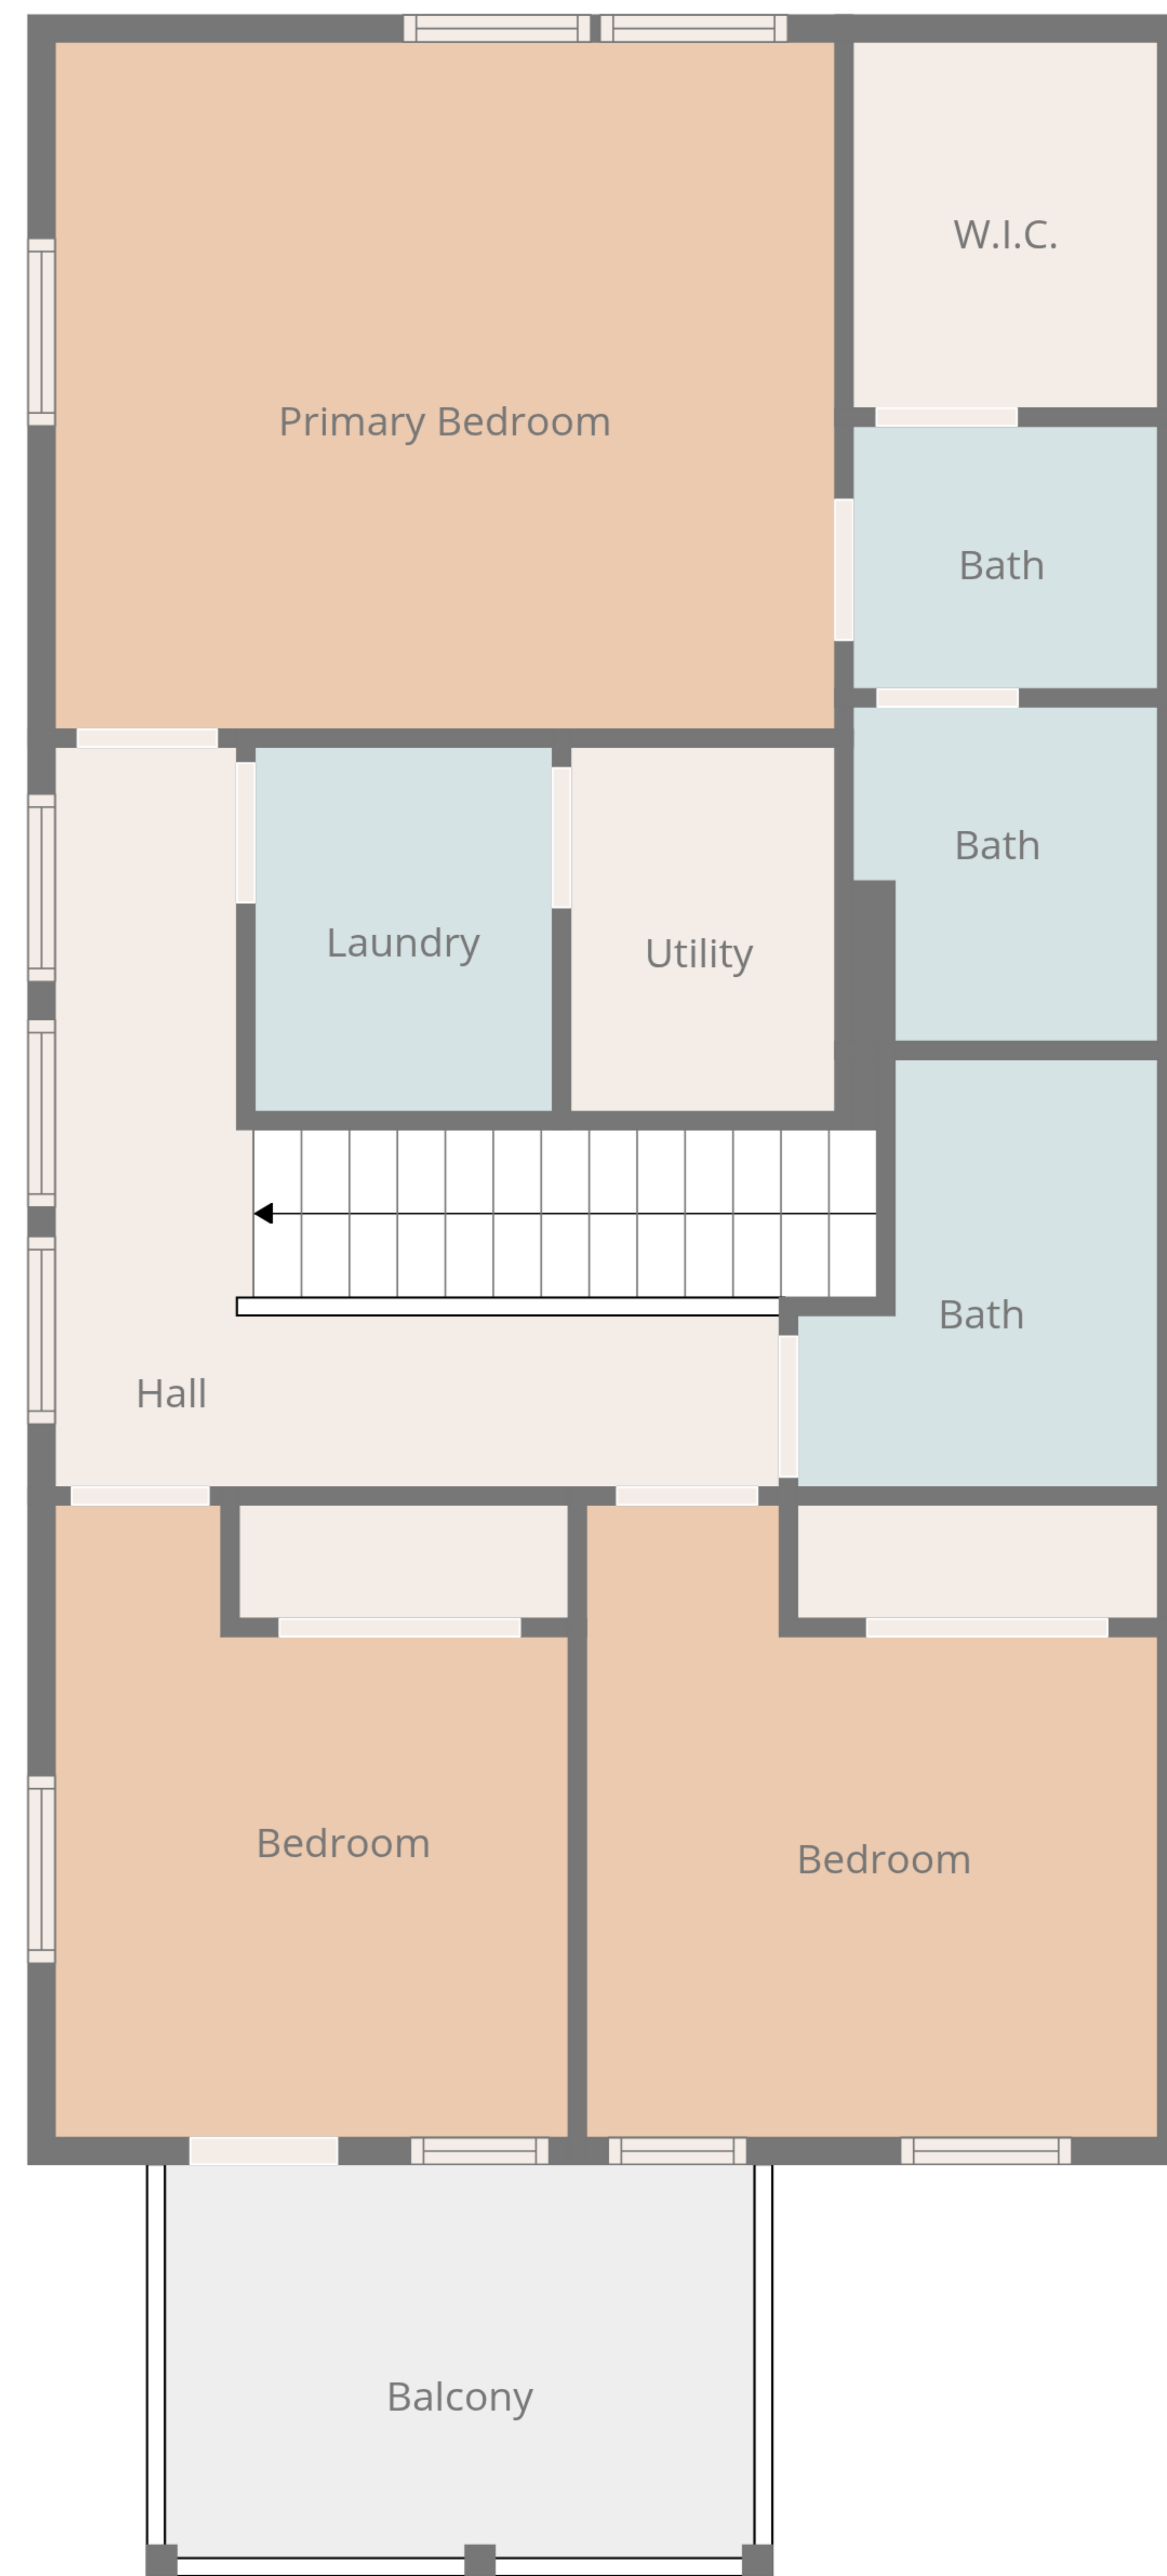 W.I.C.
Primary Bedroom
Bath
Bath
Laundry
Utility
Bath
Hall
Bedroom
Bedroom
Balcony